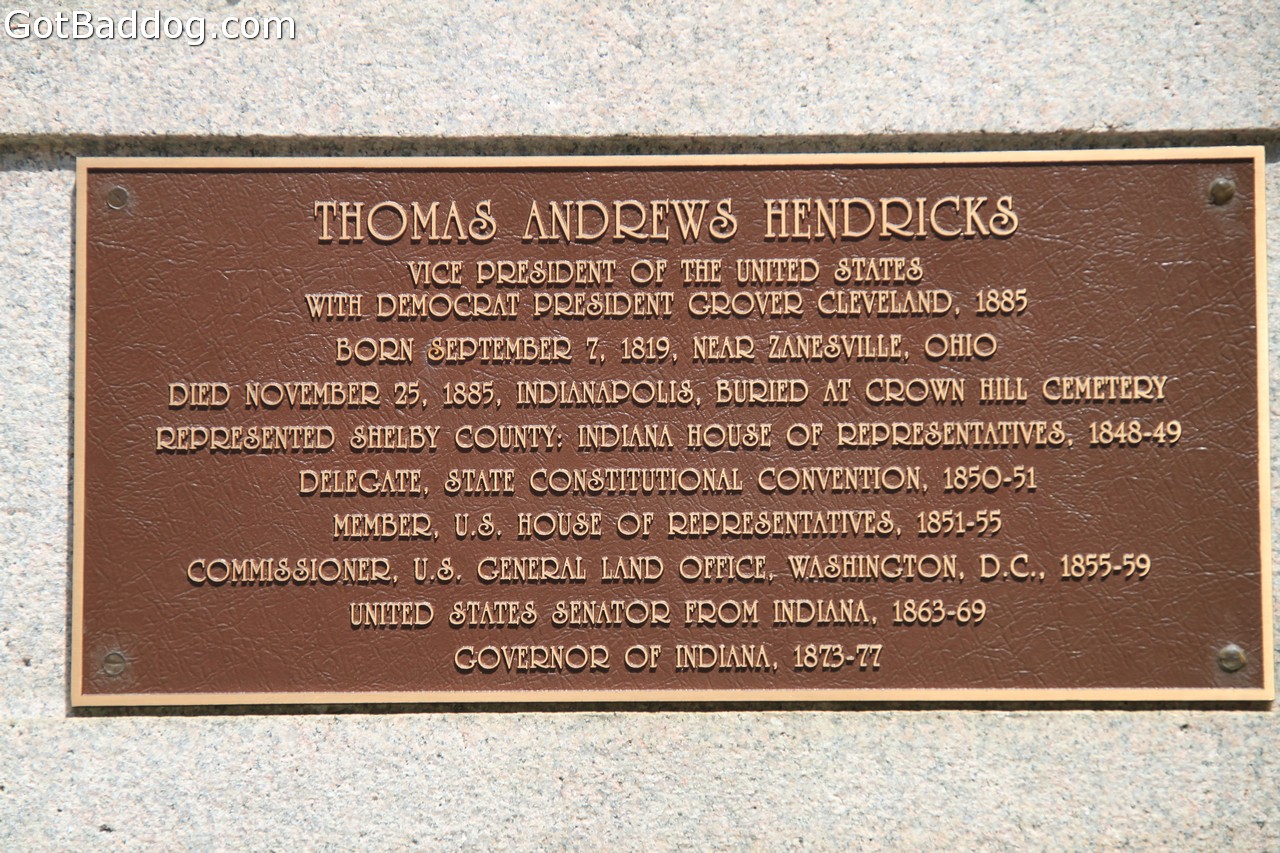 GotBaddog.com
THOMAS ANDREWS HENDRICKS
VICE PRESIDENT OF THE UNITED STATES
WITH DEMOCRAT PRESIDENT GROVER CLEVELAND, 1885
BORN SEPTEMBER 7, 1819, NEAR ZANESVILLE, OHIO
DIED NOVEMBER 25, 1885, INDIANAPOLIS, BURIED AT CROWN HILL CEMETERY
REPRESENTED SHELBY COUNTY: INDIANA HOUSE OF REPRESENTATIVES, 1848-49
DELEGATE, STATE CONSTITUTIONAL CONVENTION, 1850-51
MEMBER, U.S. HOUSE OF REPRESENTATIVES, 1851-55
COMMISSIONER, U.S. GENERAL LAND OFFICE, WASHINGTON, D.C., 1855-59
UNITED STATES SENATOR FROM INDIANA, 1863-69
GOVERNOR OF INDIANA, 1873-77